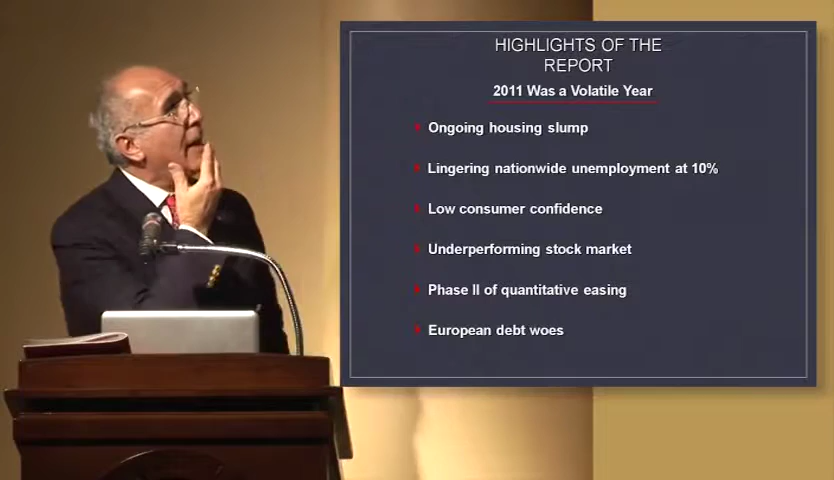 HIGHLIGHTS OF THE
REPORT
2011 Was a Volatile Year
Ongoing housing slump
Lingering nationwide unemployment at 10%
Low consumer confidence
Underperforming stock market
Phase II of quantitative easing
European debt woes